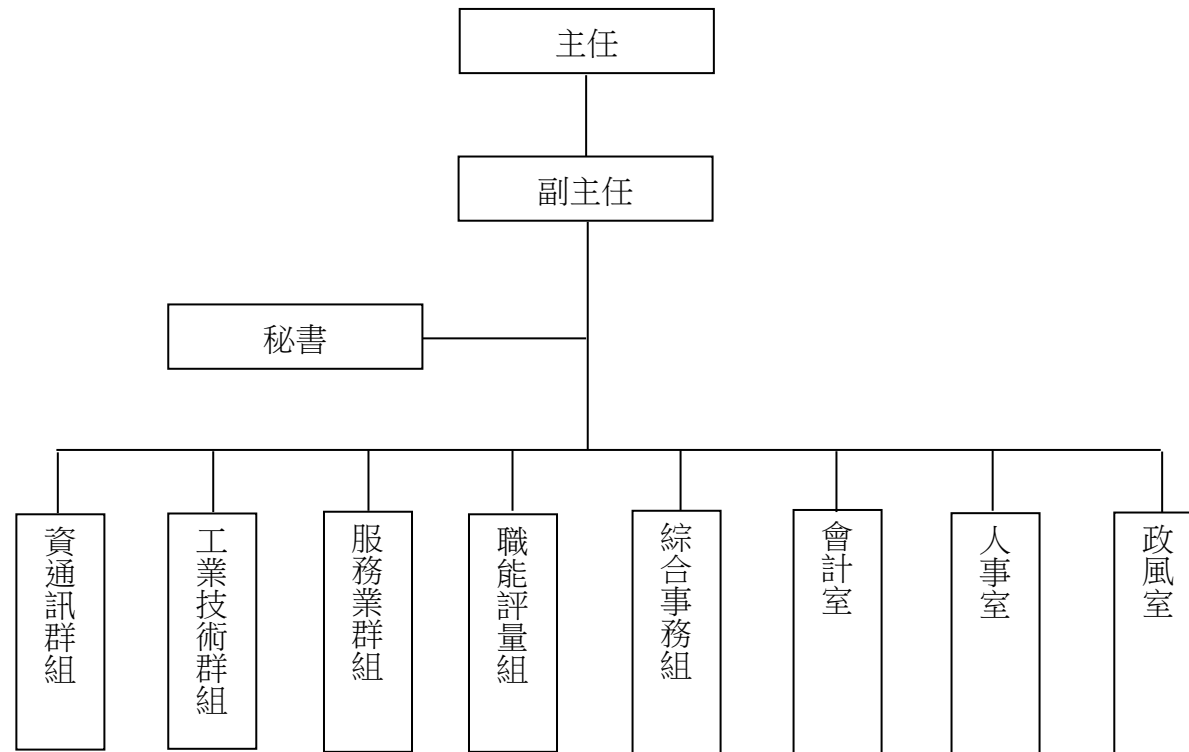 主任
副主任
秘書
資通訊群組
工業技術群組
服務業群組
職能評量組
綜合事務組
會計室
人事室
政風室